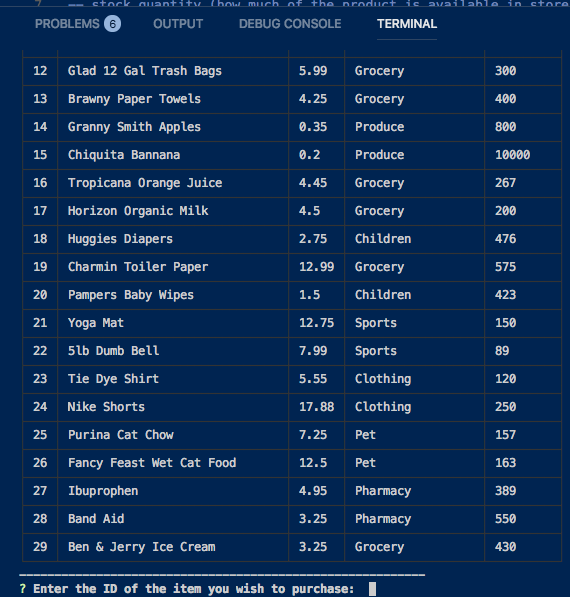 7 -- stock_quantity (how much of the product is available in store
PROBLEMS 6 OUTPUT DEBUG CONSOLE TERMINAL
12 Glad 12 Gal Trash Bags 5.99 Grocery 300
13 Brawny Paper Towels 4.25 Grocery 400
14 Granny Smith Apples 0.35 Produce 800
15 Chiquita Bannana 0.2 Produce 10000
16 Tropicana Orange Juice 4.45 Grocery 267
17 Horizon Organic Milk 4.5 Grocery 200
18 Huggies Diapers 2.75 Children 476
19 Charmin Toiler Paper 12.99 Grocery 575
20 Pampers Baby Wipes 1.5 Children 423
21 Yoga Mat 12.75 Sports 150
22 5lb Dumb Bell 7.99 Sports 89
23 Tie Dye Shirt 5.55 Clothing 120
24 Nike Shorts 17.88 Clothing 250
25 Purina Cat Chow 7.25 Pet 157
26 Fancy Feast Wet Cat Food 12.5 Pet 163
27 Ibuprophen 4.95 Pharmacy 389
28 Band Aid 3.25 Pharmacy 550
29 Ben & Jerry Ice Cream 3.25 Grocery 430
? Enter the ID of the item you wish to purchase: